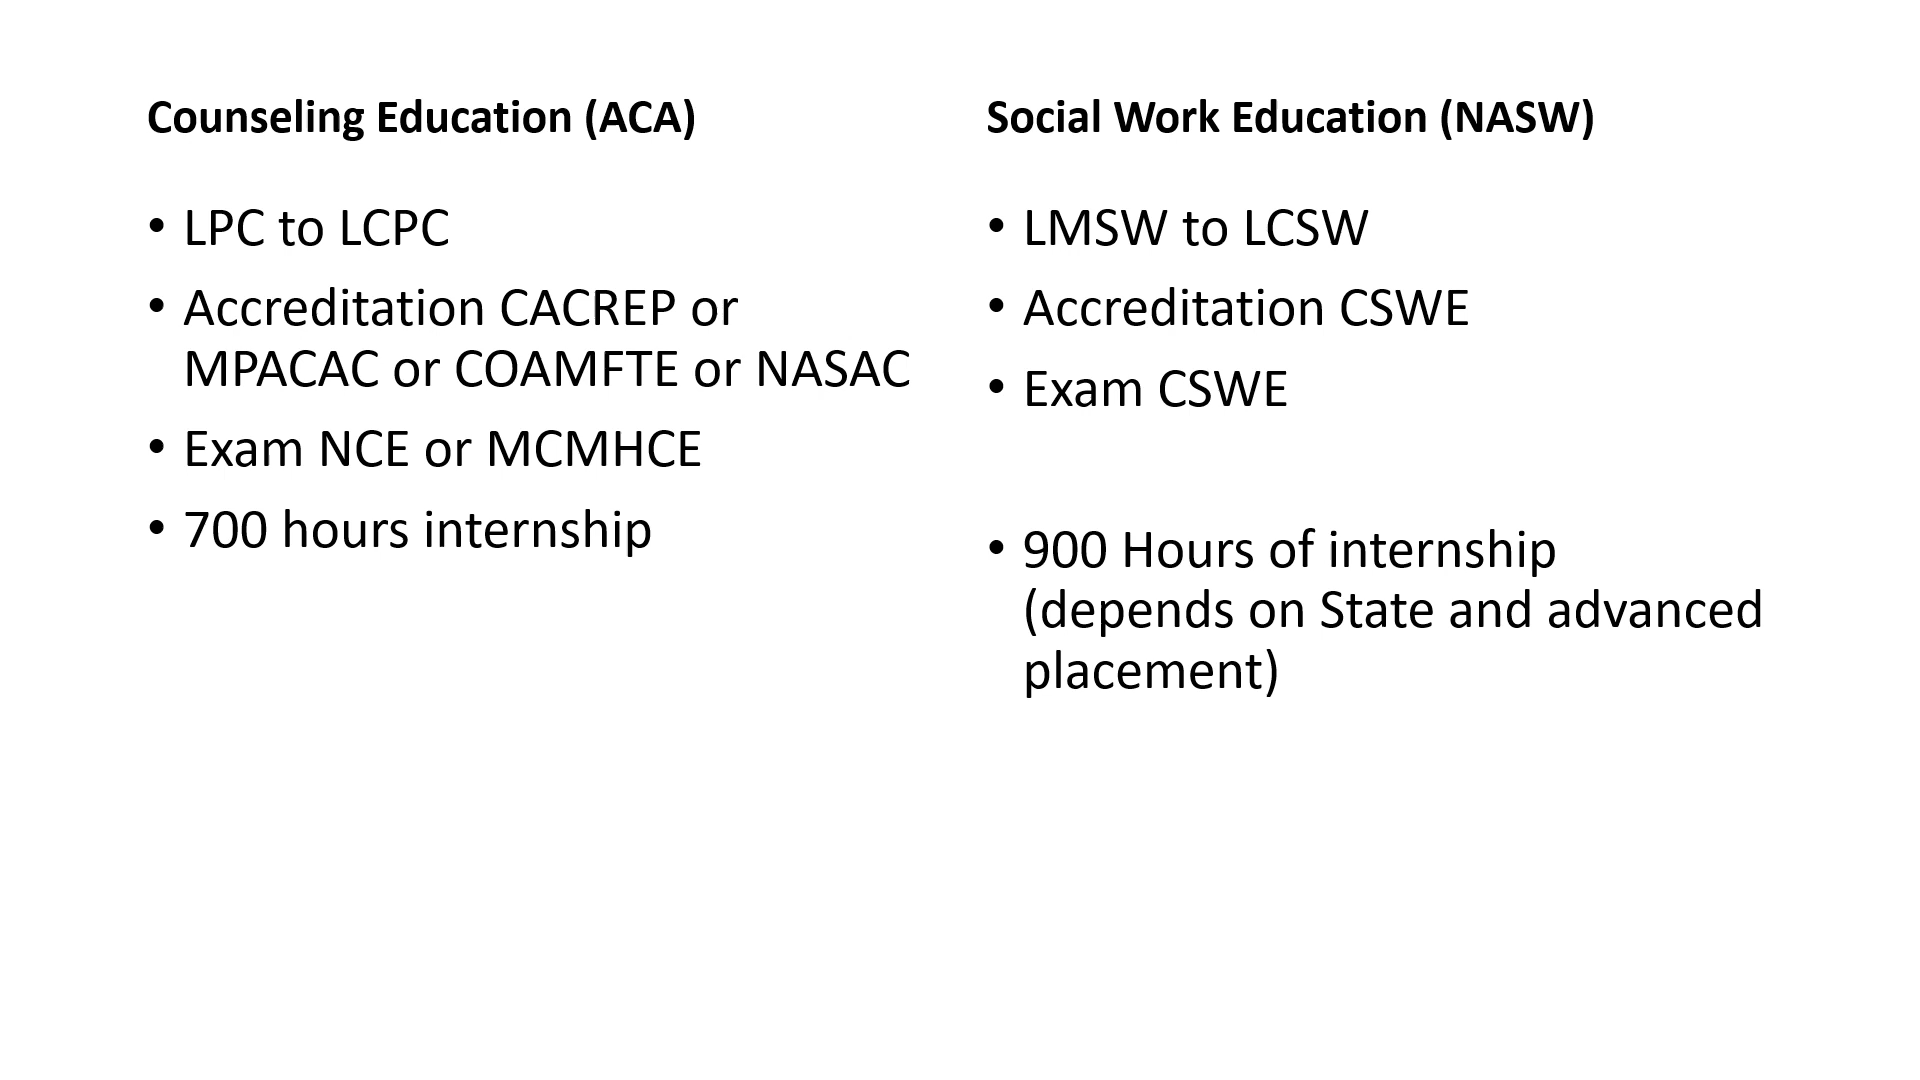 Counseling Education (ACA)
• LPC to LCPC
• Accreditation CACREP or
MPACAC or COAMFTE or NASAC
• Exam NCE or MCMHCE
• 700 hours internship
Social Work Education (NASW)
• LMSW to LCSW
• Accreditation CSWE
• Exam CSWE
• 900 Hours of internship
(depends on State and advanced
placement)